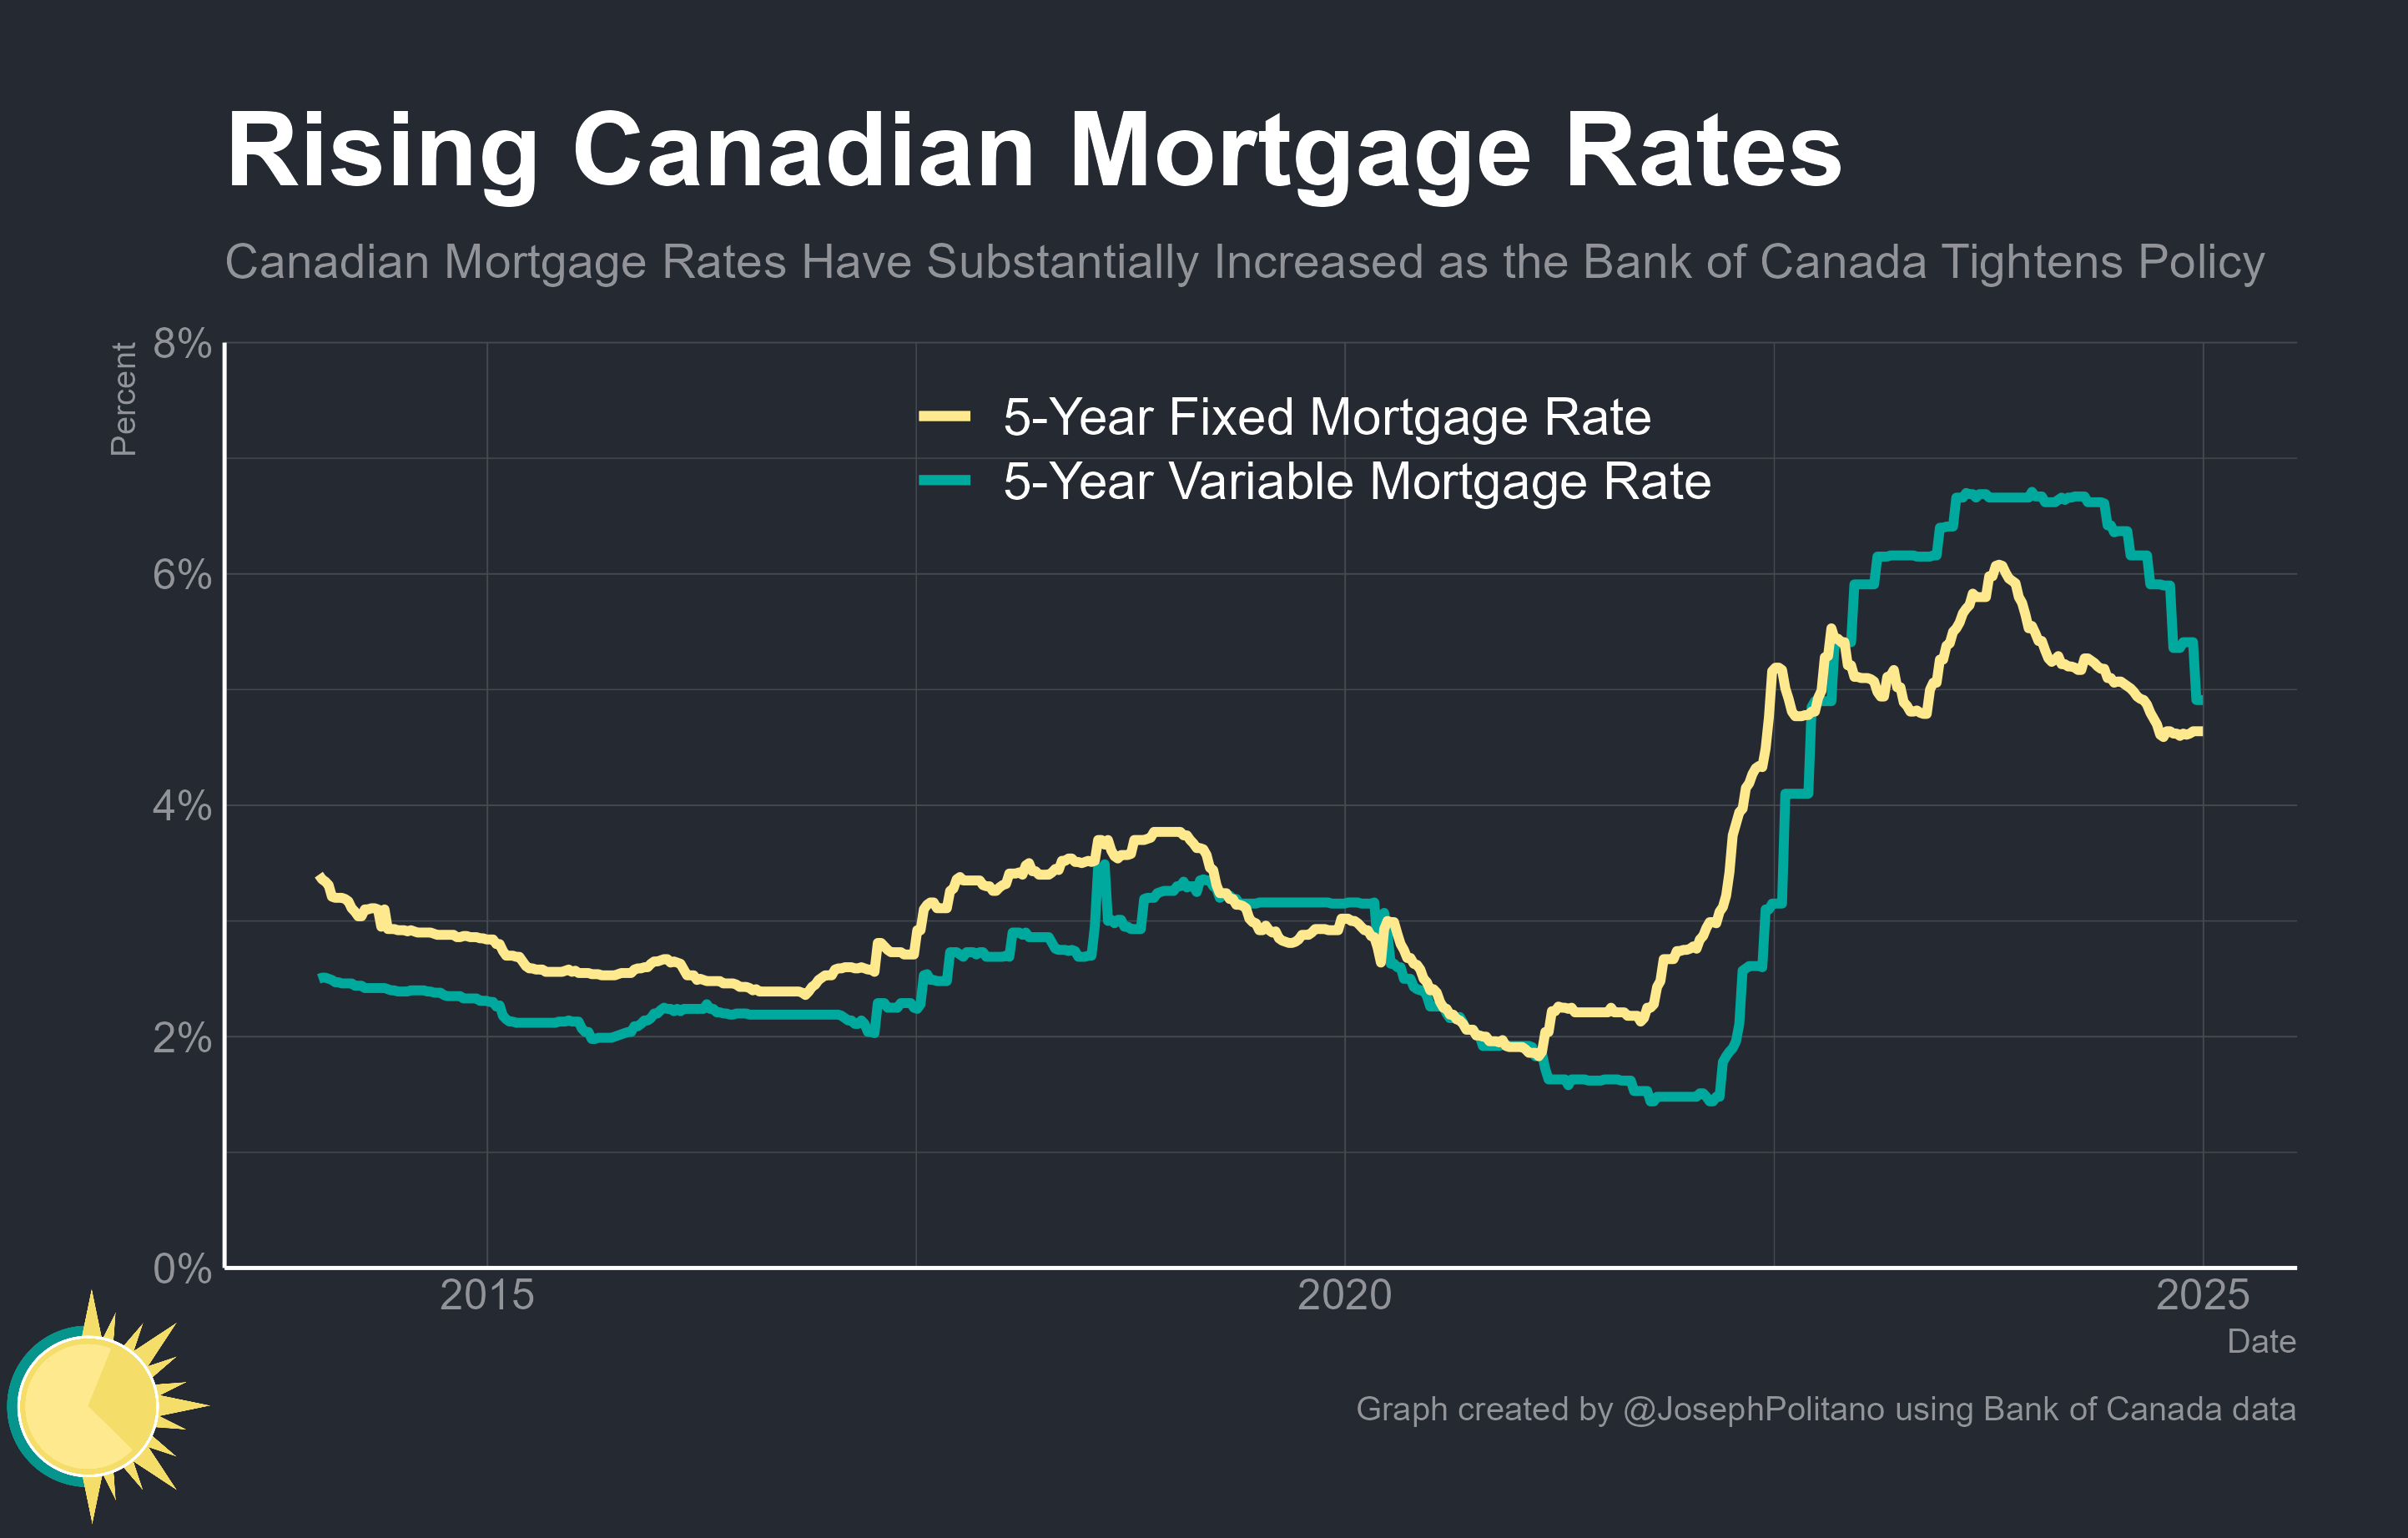 Rising Canadian Mortgage Rates
Canadian Mortgage Rates Have Substantially Increased as the Bank of Canada Tightens Policy
Percent
8%
6%
4%
2%
0%
5-Year Fixed Mortgage Rate
5-Year Variable Mortgage Rate
2015
2020
2025
Date
Graph created by @JosephPolitano using Bank of Canada data